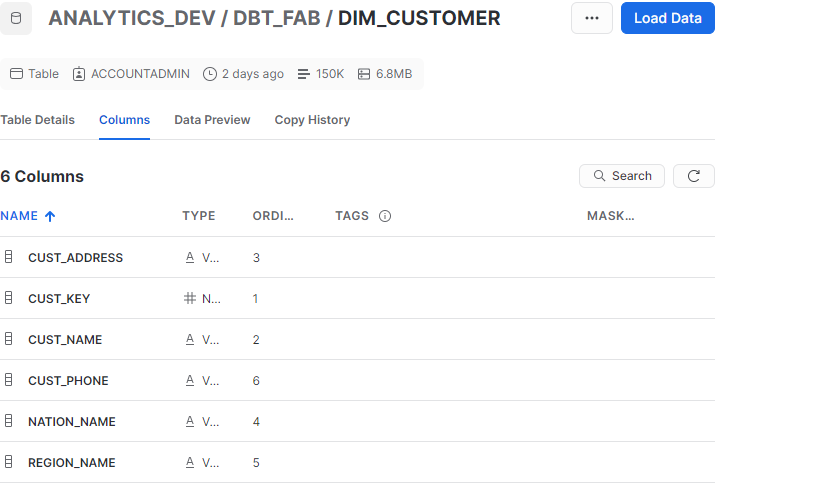 ANALYTICS_DEV / DBT_FAB / DIM_CUSTOMER ••• Load Data
Table ACCOUNTADMIN 2 days ago 150K 6.8MB
Table Details Columns Data Preview Copy History
6 Columns Search
NAME TYPE ORDI... TAGS MASK...
CUST_ADDRESS A V... 3
CUST_KEY # N... 1
CUST_NAME A V... 2
CUST_PHONE A V... 6
NATION_NAME A V... 4
REGION_NAME A V... 5